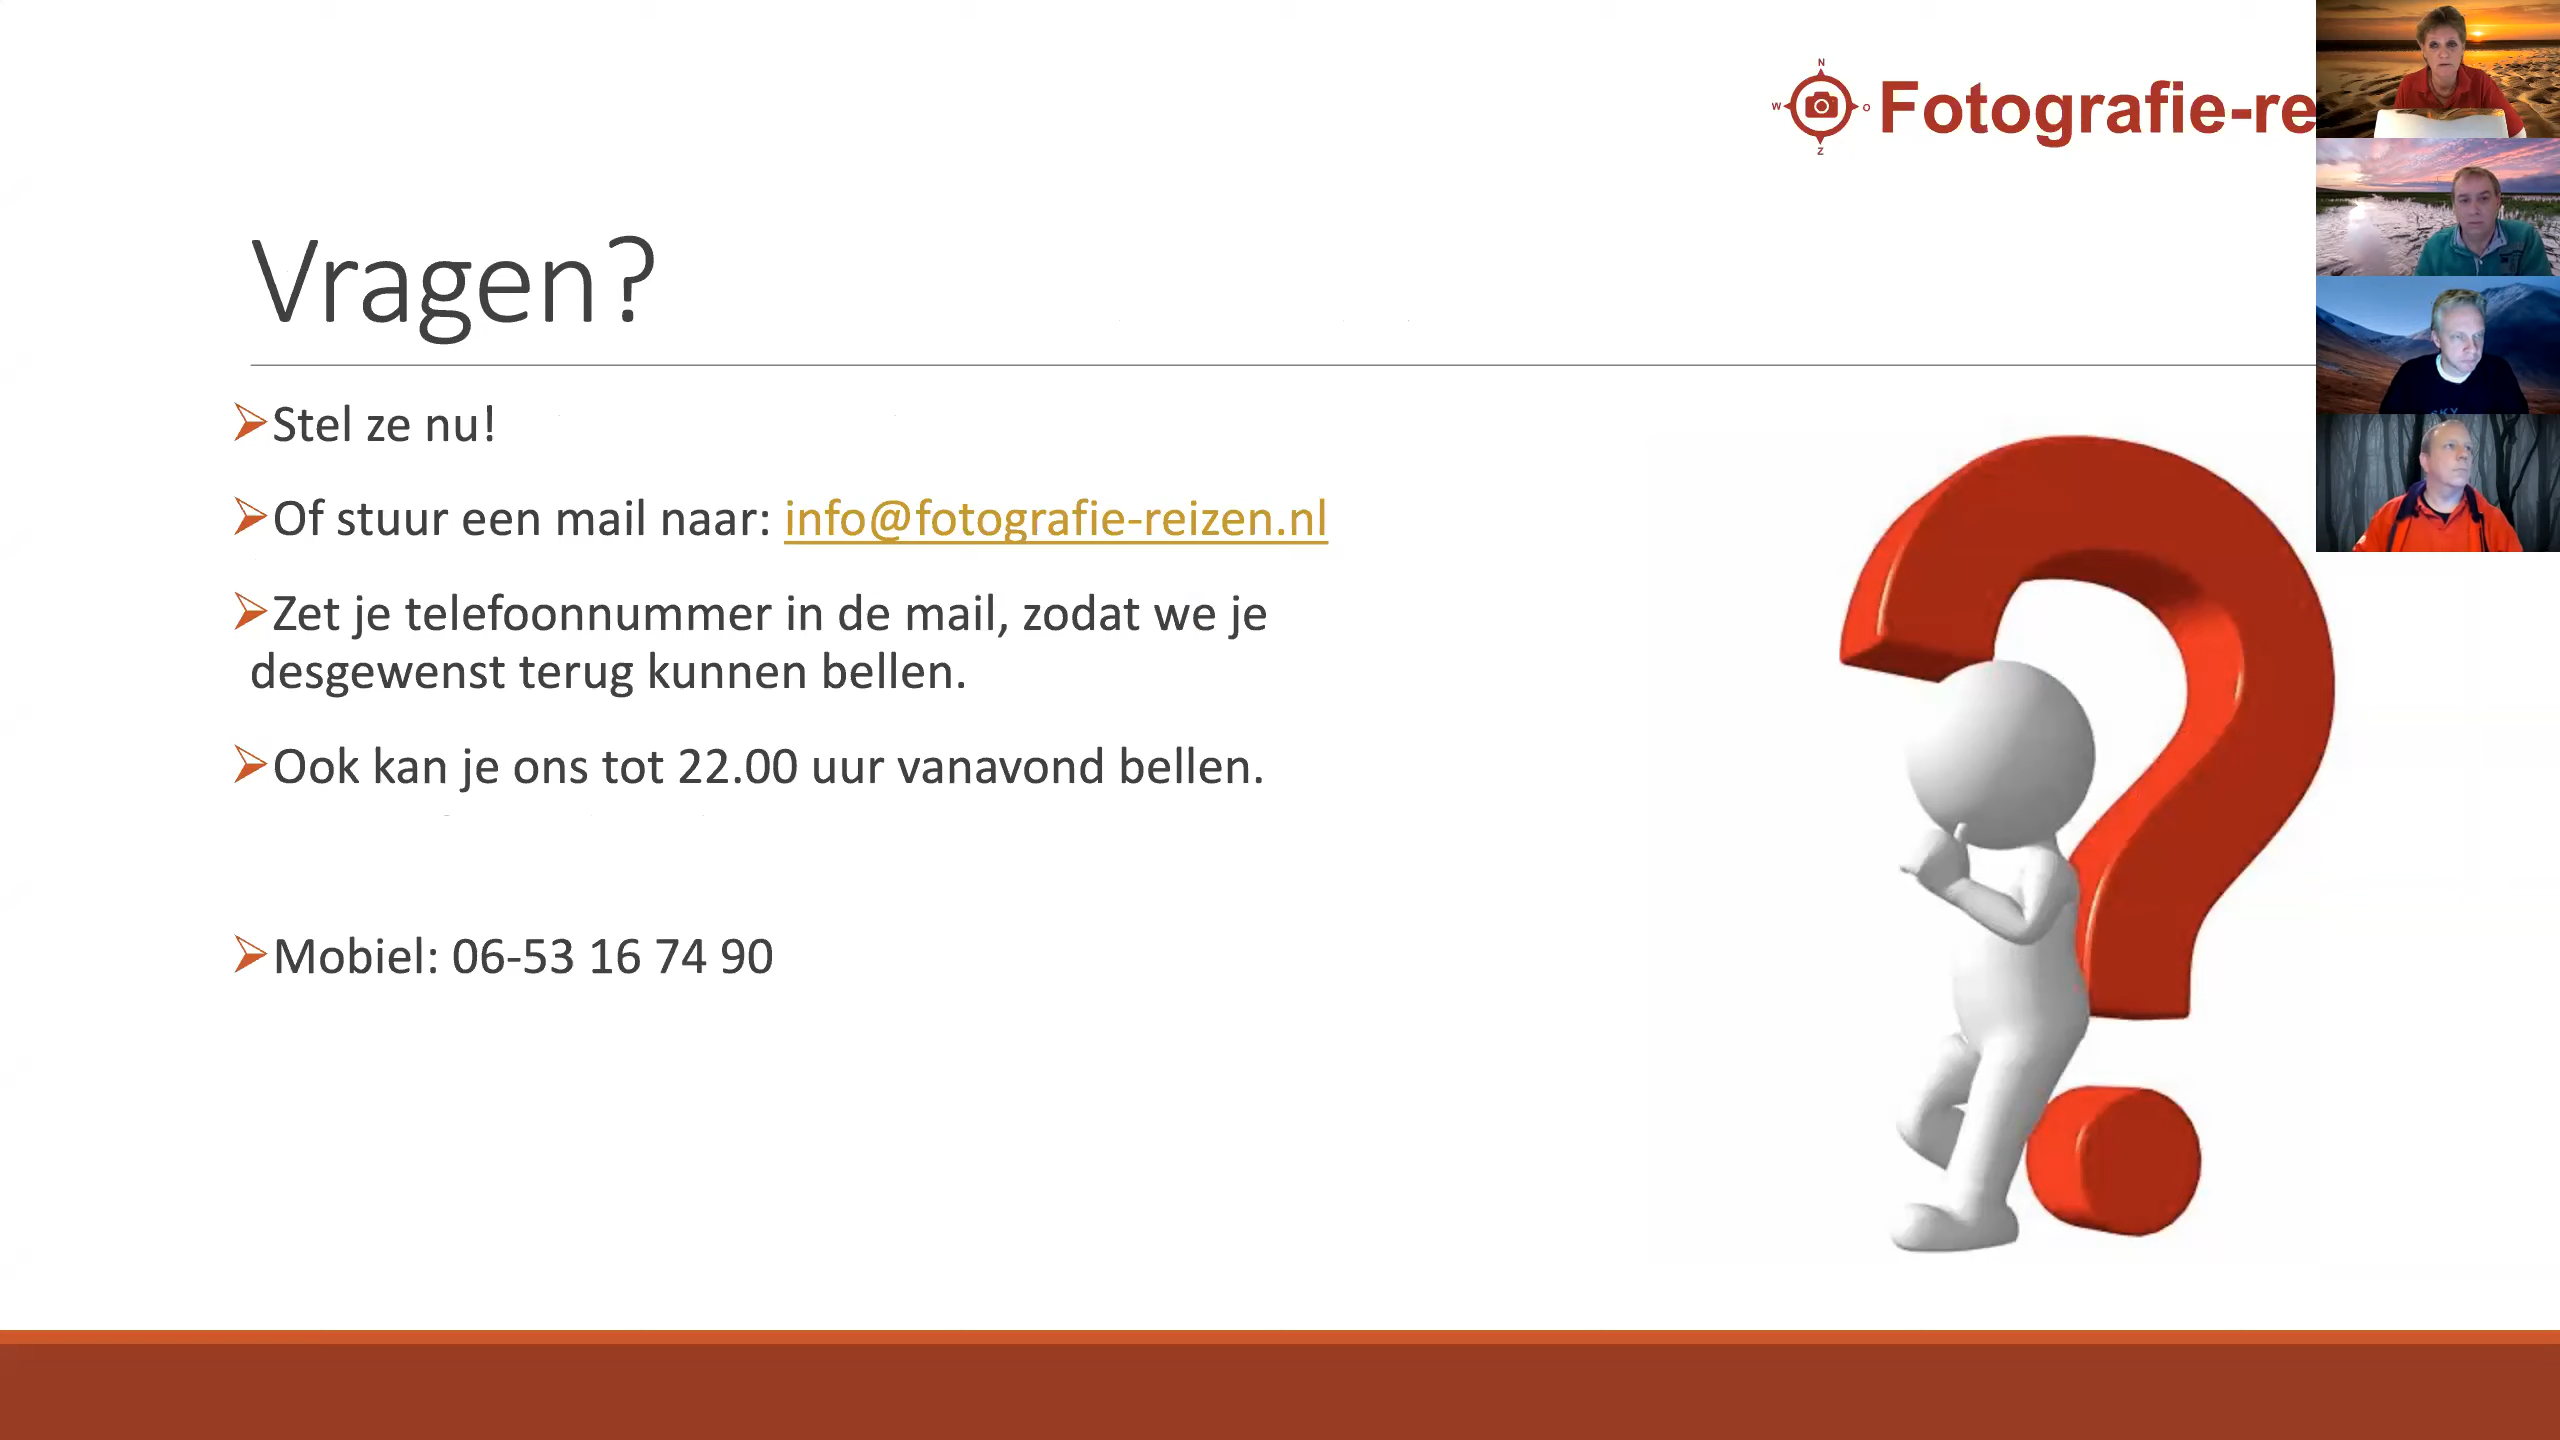 N
W
O
Z
Fotografie-re
Vragen?
Stel ze nu!
Of stuur een mail naar: info@fotografie-reizen.nl
Zet je telefoonnummer in de mail, zodat we je
desgewenst terug kunnen bellen.
Ook kan je ons tot 22.00 uur vanavond bellen.
Mobiel: 06-53 16 74 90
SKY